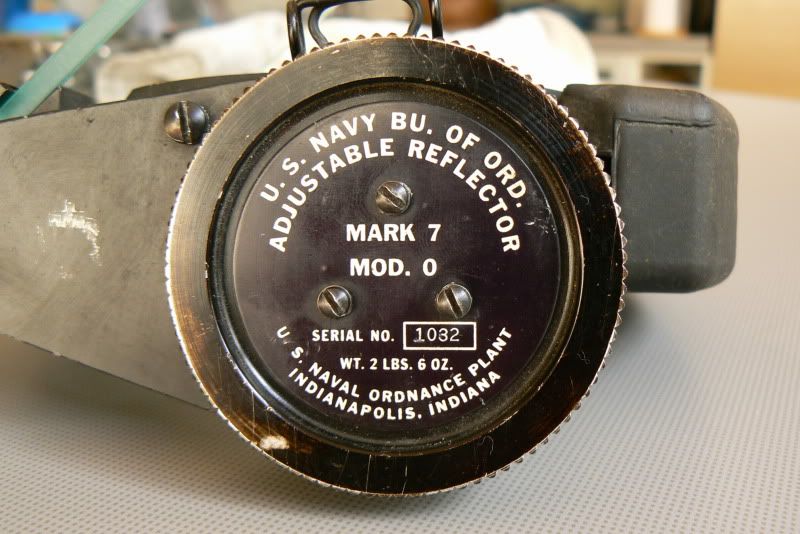 U. S. NAVY BU. OF ORD.
ADJUSTABLE REFLECTOR
MARK 7
MOD. 0
SERIAL NO. 1032
WT. 2 LBS. 6 OZ.
U. S. NAVAL ORDNANCE PLANT
INDIANAPOLIS, INDIANA